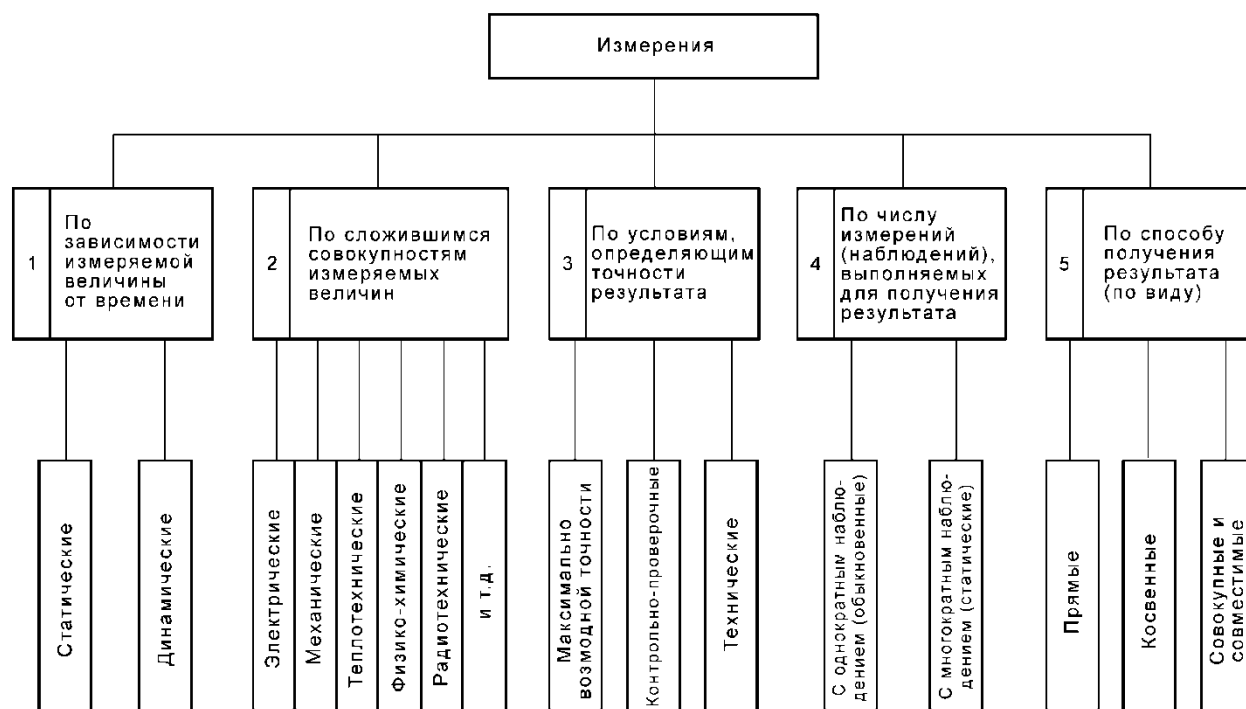 Измерения
1
По
зависимости
измеряемой
величины
от времени
2
По сложившимся
совокупностям
измеряемых
величин
3
По условиям,
определяющим
точности
результата
4
По числу
измерений
(наблюдений),
выполняемых
для получения
результата
5
По способу
получения
результата
(по виду)
Статические
Динамические
Электрические
Механические
Теплотехнические
Физико-химические
Радиотехнические
и т.д.
Максимально
возмодной точности
Контрольно-проверочные
Технические
С однократным наблю-
дением (обыкновенные)
С многократным наблю-
дением (статические)
Прямые
Косвенные
Совокупные и
совместимые